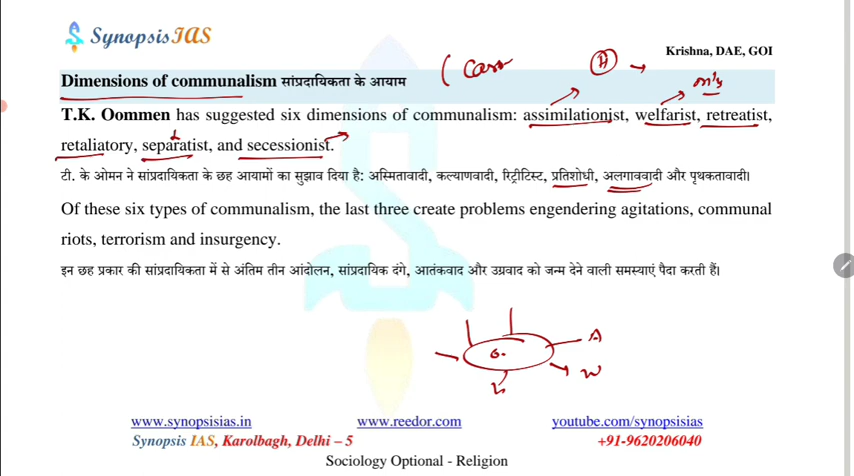 Synopsis IAS
Krishna, DAE, GOI
Dimensions of communalism सांप्रदायिकता के आयाम
T.K. Oommen has suggested six dimensions of communalism: assimilationist, welfarist, retreatist,
retaliatory, separatist, and secessionist.
टी. के ओमन ने सांप्रदायिकता के छह आयामों का सुझाव दिया है: अस्मितावादी, कल्याणवादी, रिट्रीटिस्ट, प्रतिशोधी, अलगाववादी और पृथकतावादी।
Of these six types of communalism, the last three create problems engendering agitations, communal
riots, terrorism and insurgency.
इन छह प्रकार की सांप्रदायिकता में से अंतिम तीन आंदोलन, सांप्रदायिक दंगे, आतंकवाद और उग्रवाद को जन्म देने वाली समस्याएं पैदा करती हैं।
A
W
www.synopsisias.in www.reedor.com youtube.com/synopsisias
Synopsis IAS, Karolbagh, Delhi – 5 +91-9620206040
Sociology Optional - Religion